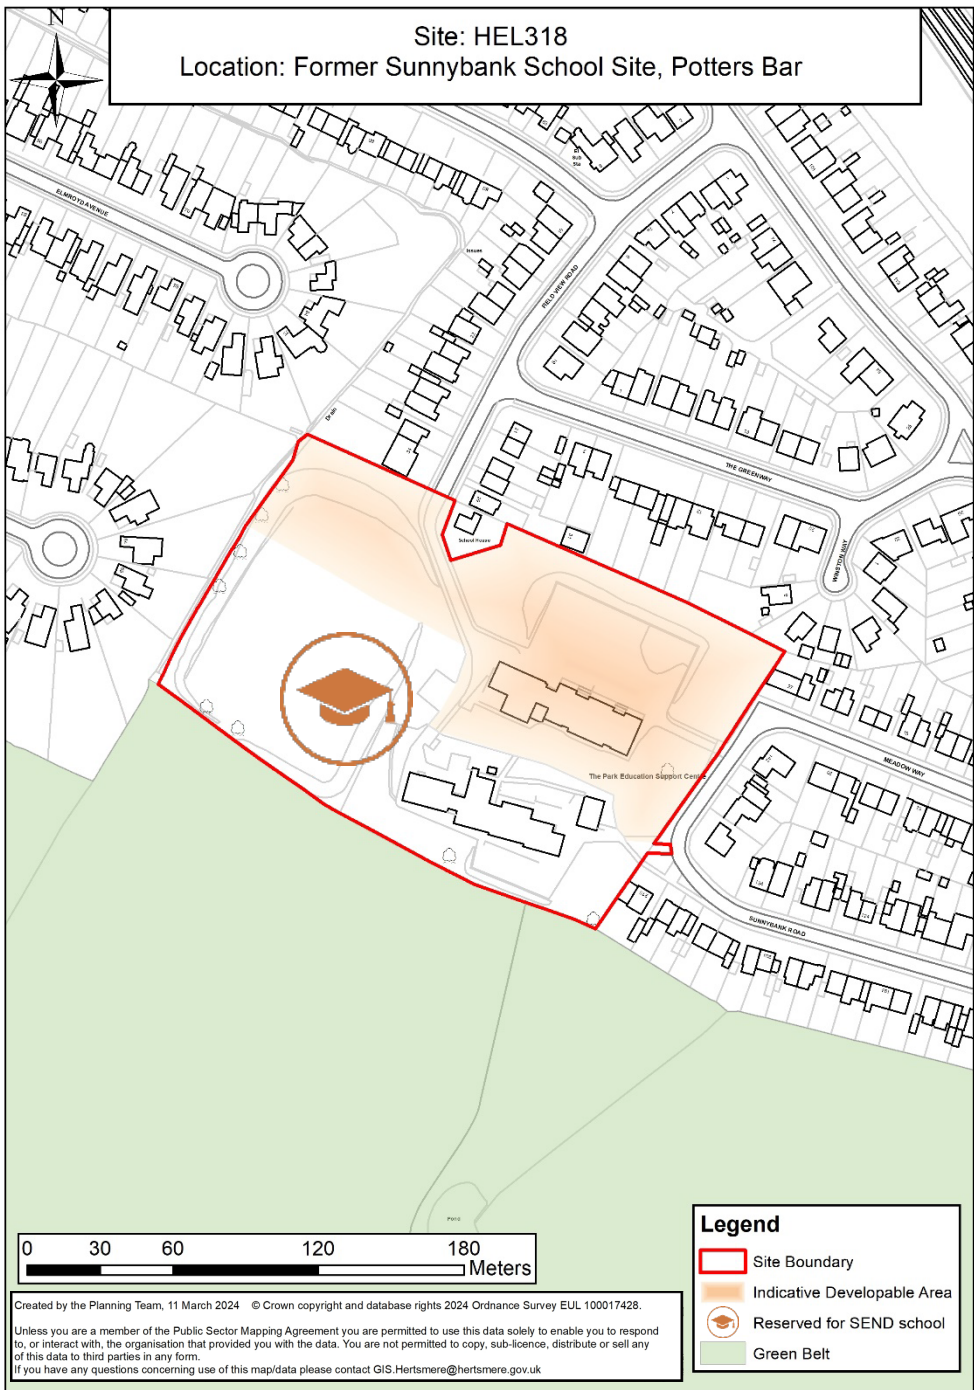 Site: HEL318
Location: Former Sunnybank School Site, Potters Bar
N
ELMROYD AVENUE
El
Sub
Sta
Issues
FIELD VIEW ROAD
Drain
THE GREENWAY
School House
WINSTON WAY
The Park Education Support Centre
MEADOW WAY
SUNNYBANK ROAD
Pond
0 30 60 120 180
Meters
Legend
Site Boundary
Indicative Developable Area
Reserved for SEND school
Green Belt
Created by the Planning Team, 11 March 2024 © Crown copyright and database rights 2024 Ordnance Survey EUL 100017428.
Unless you are a member of the Public Sector Mapping Agreement you are permitted to use this data solely to enable you to respond
to, or interact with, the organisation that provided you with the data. You are not permitted to copy, sub-licence, distribute or sell any
of this data to third parties in any form.
If you have any questions concerning use of this map/data please contact GIS.Hertsmere@hertsmere.gov.uk